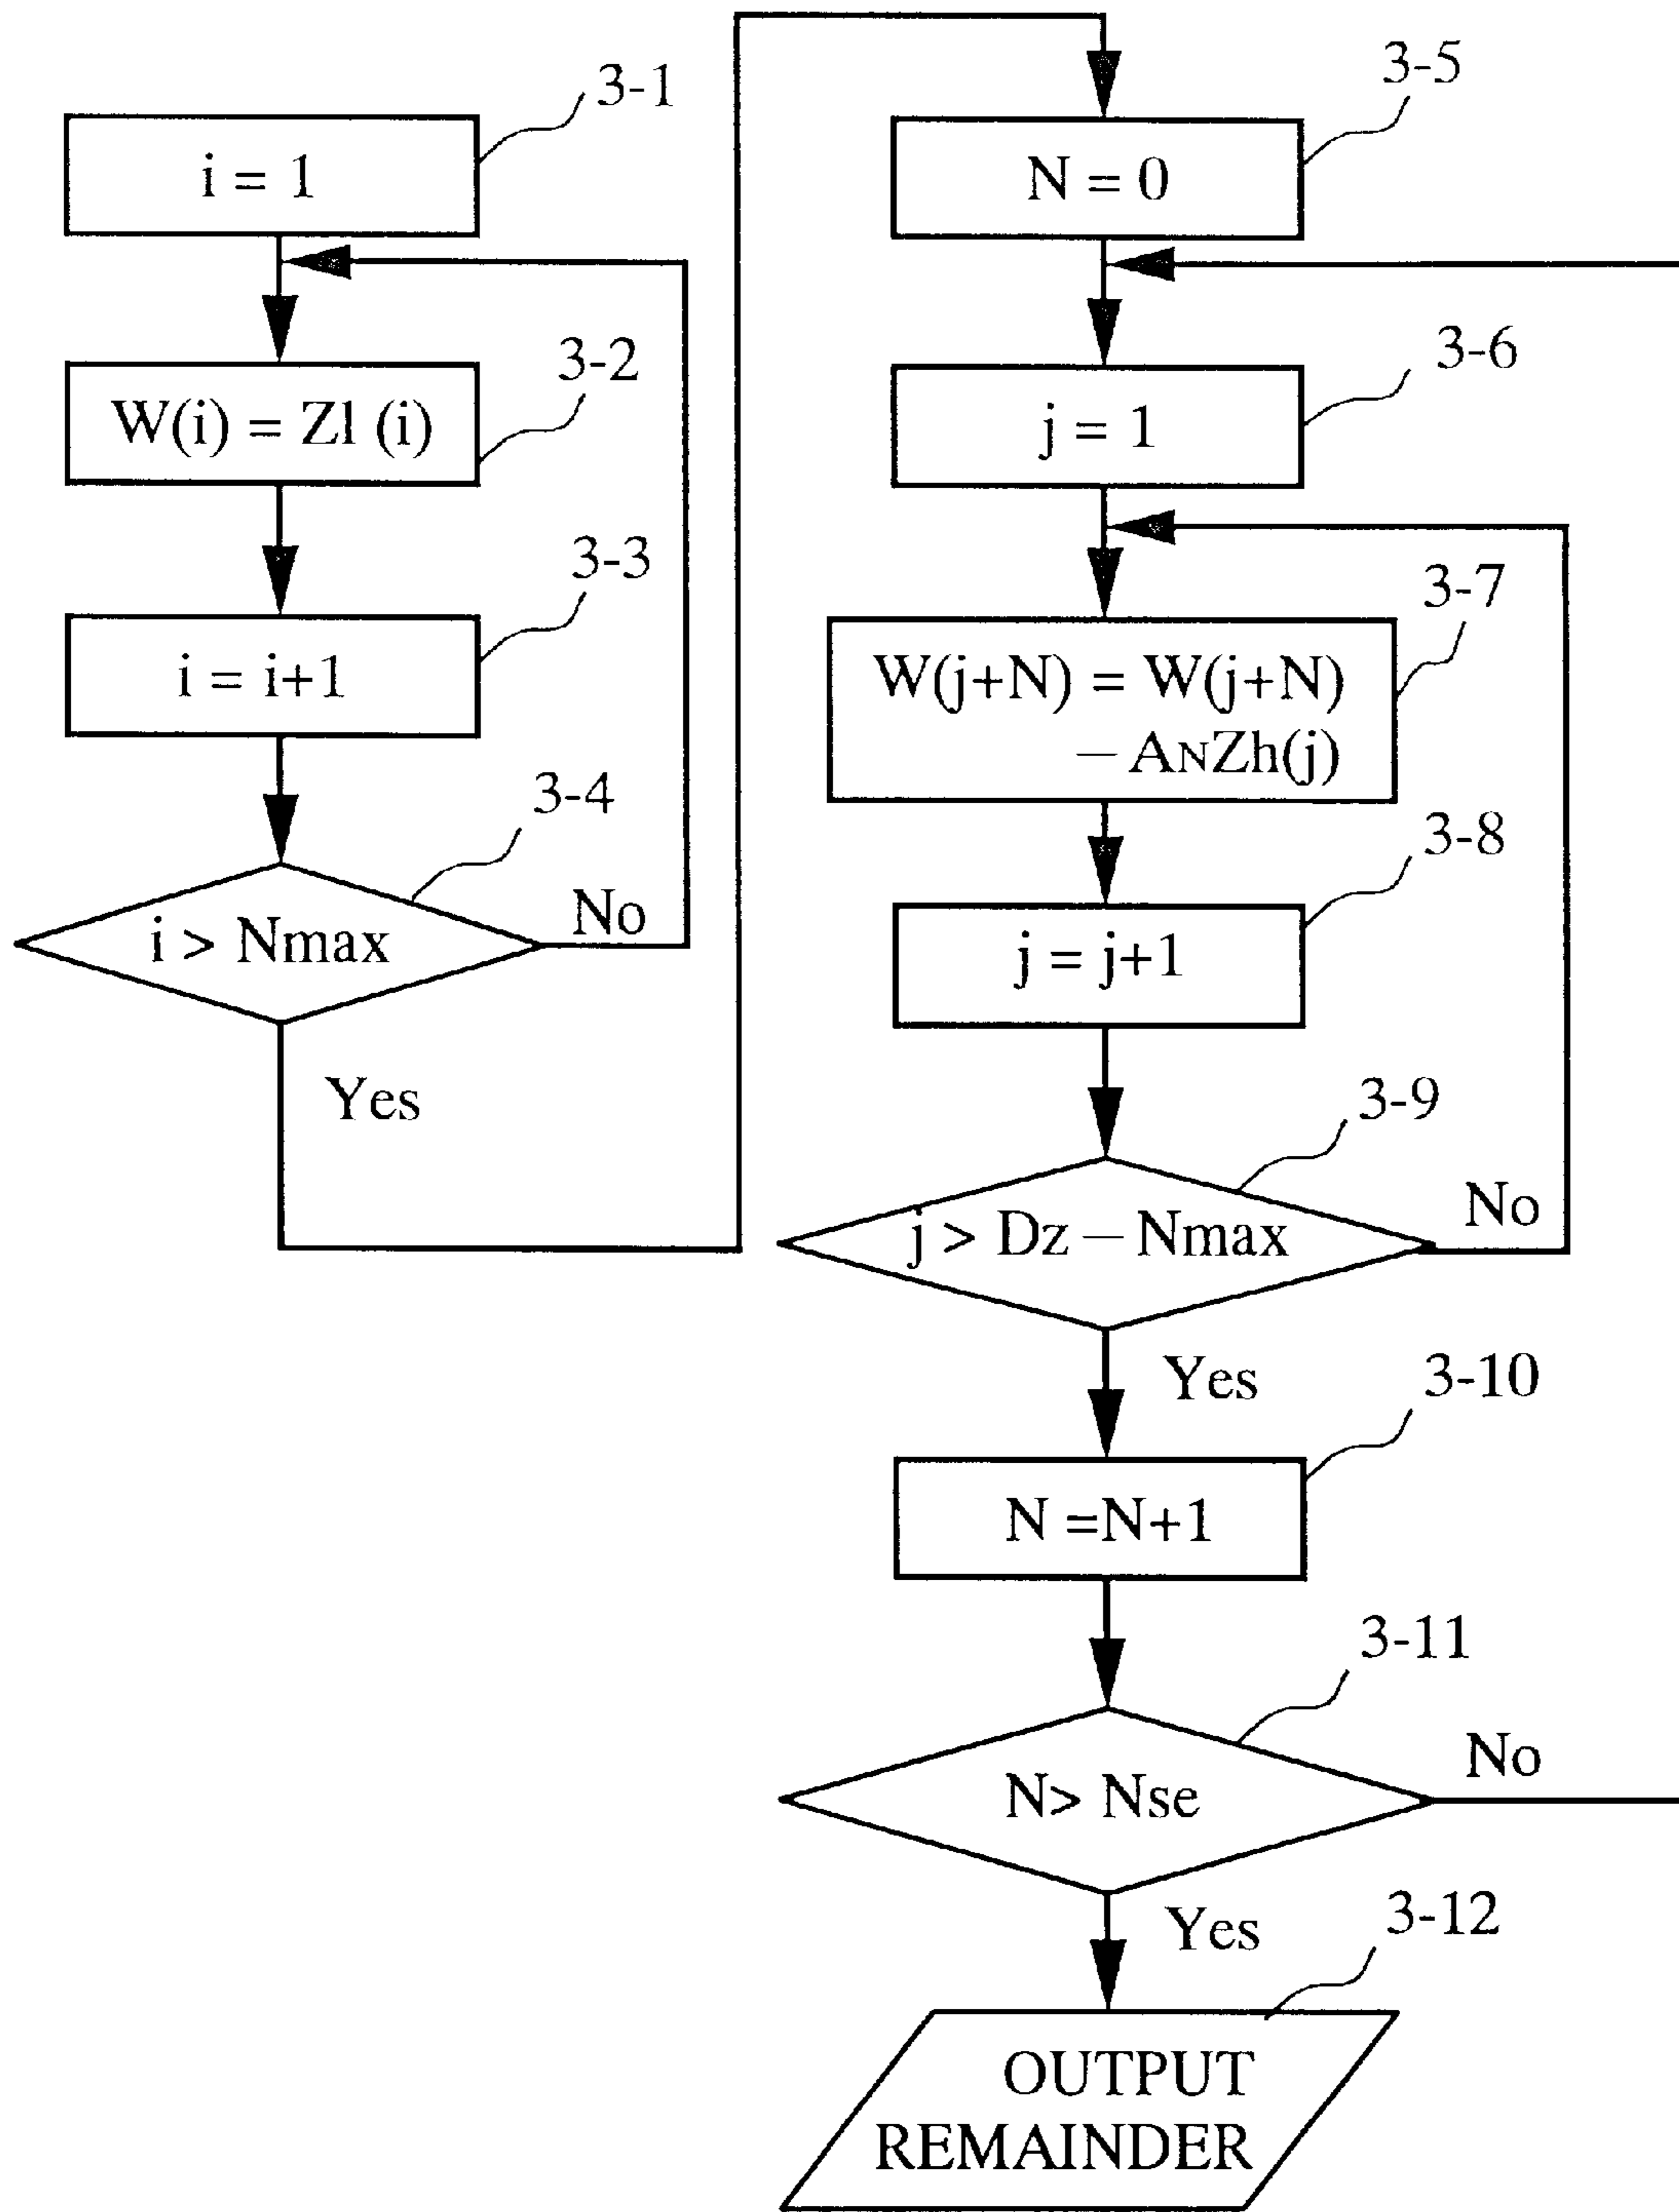 3-1
i = 1
3-2
W(i) = Zl (i)
3-3
i = i+1
3-4
i > Nmax
No
Yes
3-5
N = 0
3-6
j = 1
3-7
W(j+N) = W(j+N)
– ANZh(j)
3-8
j = j+1
3-9
j > Dz – Nmax
No
Yes
3-10
N =N+1
3-11
N> Nse
No
Yes
3-12
OUTPUT
REMAINDER